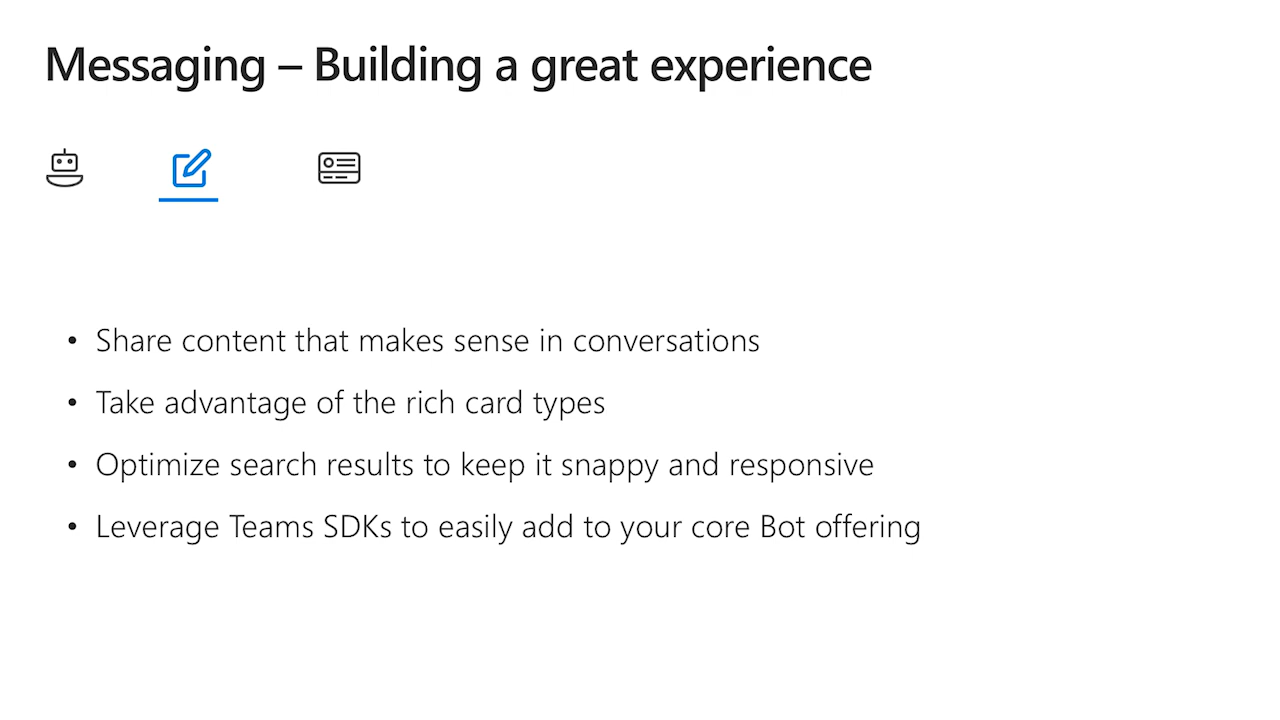 Messaging – Building a great experience
• Share content that makes sense in conversations
• Take advantage of the rich card types
• Optimize search results to keep it snappy and responsive
• Leverage Teams SDKs to easily add to your core Bot offering